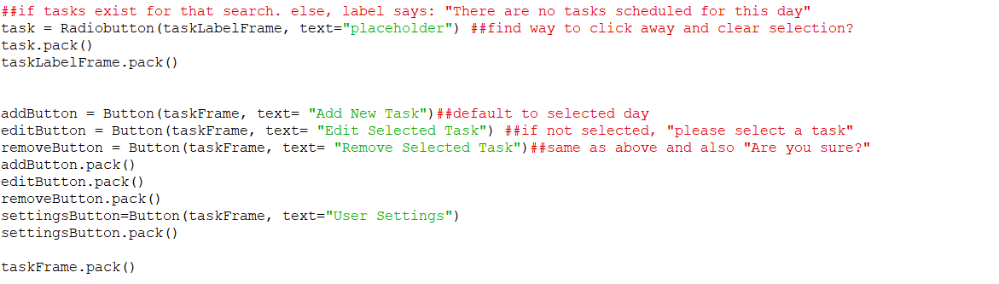 ##if tasks exist for that search. else, label says: "There are no tasks scheduled for this day"
task = Radiobutton(taskLabelFrame, text="placeholder") ##find way to click away and clear selection?
task.pack()
taskLabelFrame.pack()
addButton = Button(taskFrame, text= "Add New Task")##default to selected day
editButton = Button(taskFrame, text= "Edit Selected Task") ##if not selected, "please select a task"
removeButton = Button(taskFrame, text= "Remove Selected Task")##same as above and also "Are you sure?"
addButton.pack()
editButton.pack()
removeButton.pack()
settingsButton=Button(taskFrame, text="User Settings")
settingsButton.pack()
taskFrame.pack()